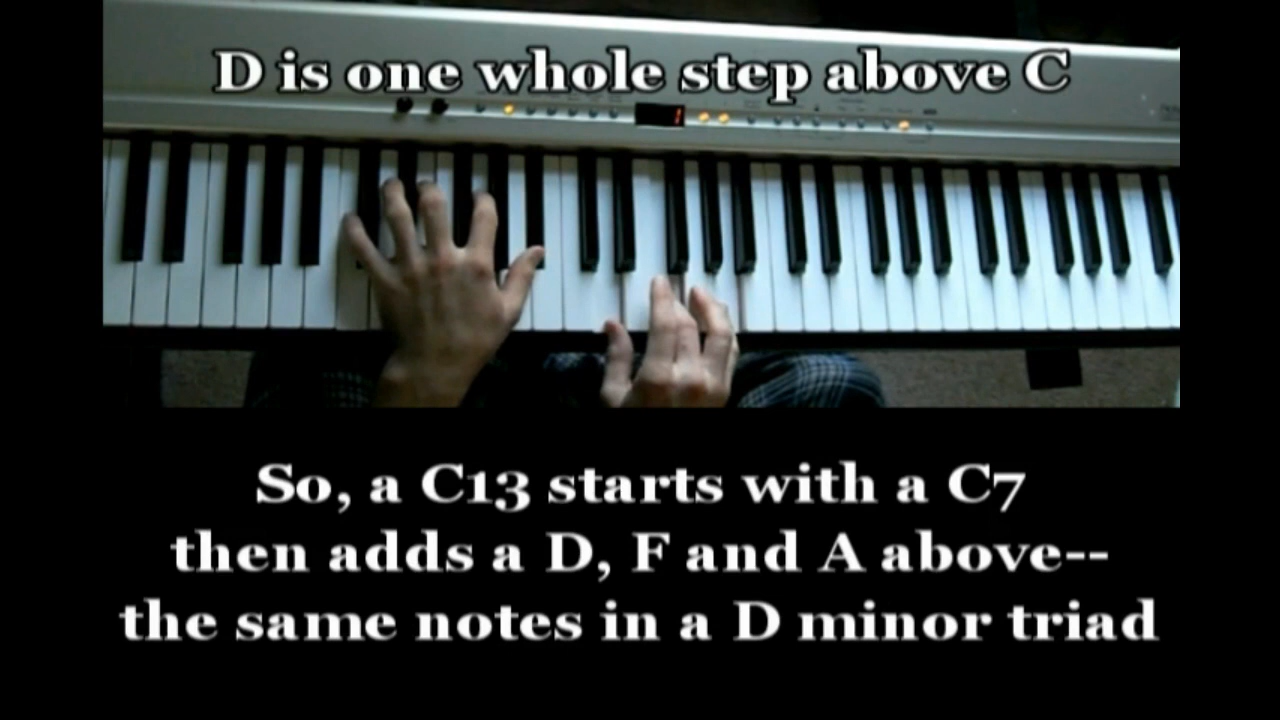 D is one whole step above C
So, a C13 starts with a C7
then adds a D, F and A above--
the same notes in a D minor triad